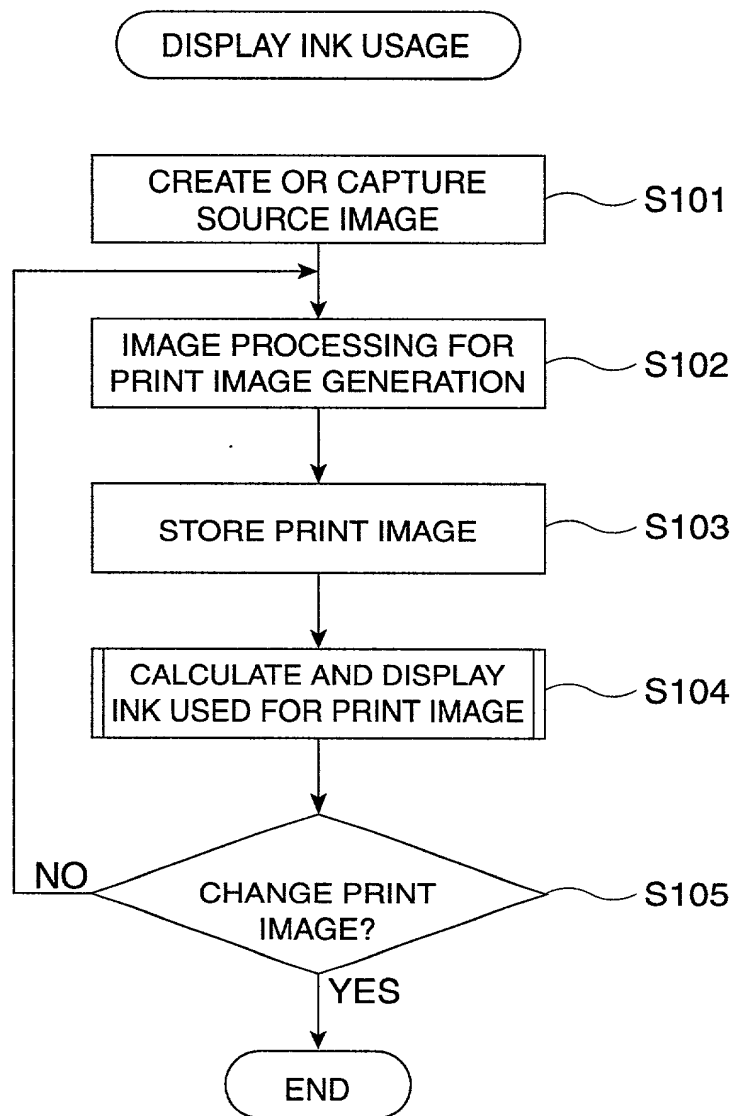 DISPLAY INK USAGE
CREATE OR CAPTURE
SOURCE IMAGE
S101
IMAGE PROCESSING FOR
PRINT IMAGE GENERATION
S102
STORE PRINT IMAGE
S103
CALCULATE AND DISPLAY
INK USED FOR PRINT IMAGE
S104
NO
CHANGE PRINT
IMAGE?
S105
YES
END